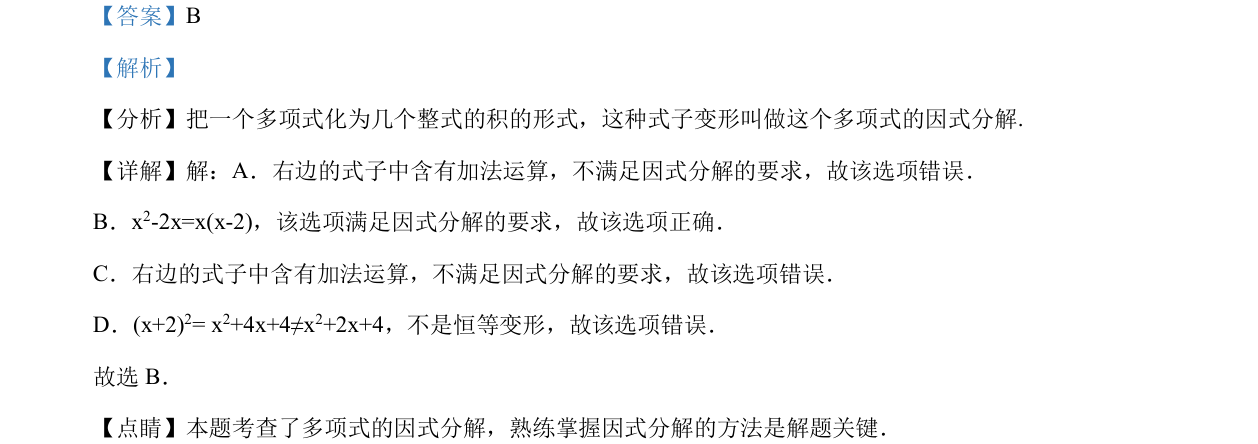 【答案】B
【解析】
【分析】把一个多项式化为几个整式的积的形式，这种式子变形叫做这个多项式的因式分解.
【详解】解：A．右边的式子中含有加法运算，不满足因式分解的要求，故该选项错误．
B．x²-2x=x(x-2)，该选项满足因式分解的要求，故该选项正确．
C．右边的式子中含有加法运算，不满足因式分解的要求，故该选项错误．
D．(x+2)²= x²+4x+4≠x²+2x+4，不是恒等变形，故该选项错误．
故选 B．
【点睛】本题考查了多项式的因式分解，熟练掌握因式分解的方法是解题关键．